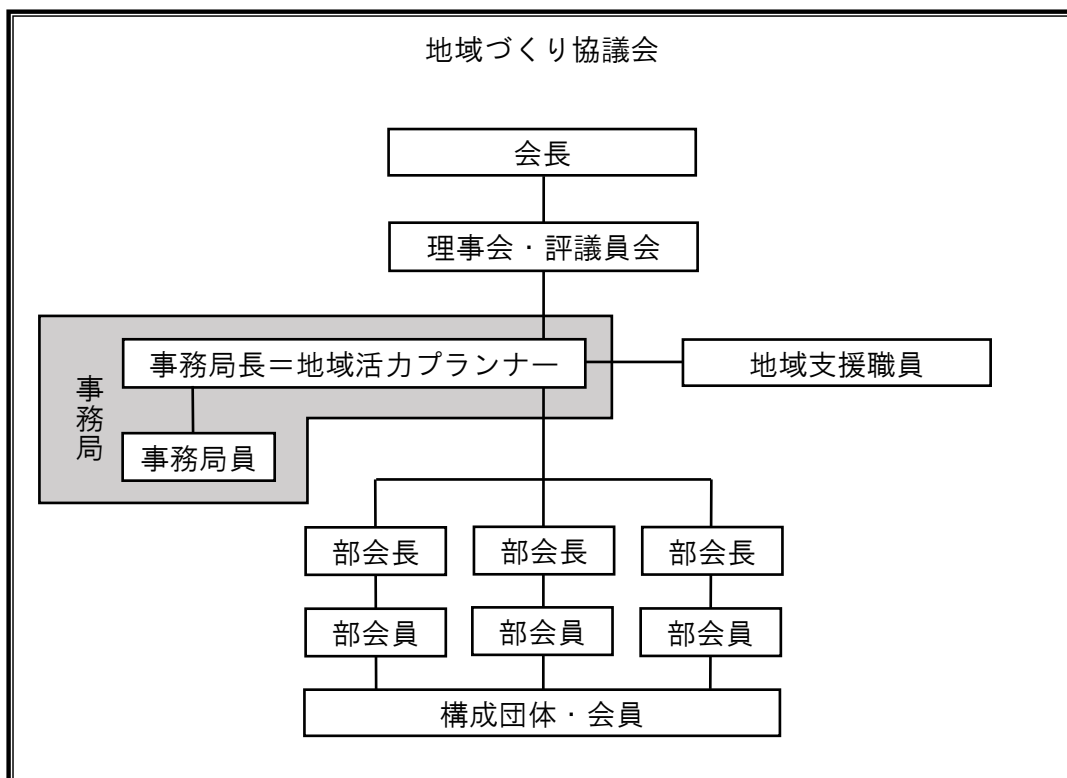 地域づくり協議会
会長
理事会・評議員会
事務局長＝地域活力プランナー
地域支援職員
事務局
事務局員
部会長
部会長
部会長
部会員
部会員
部会員
構成団体・会員